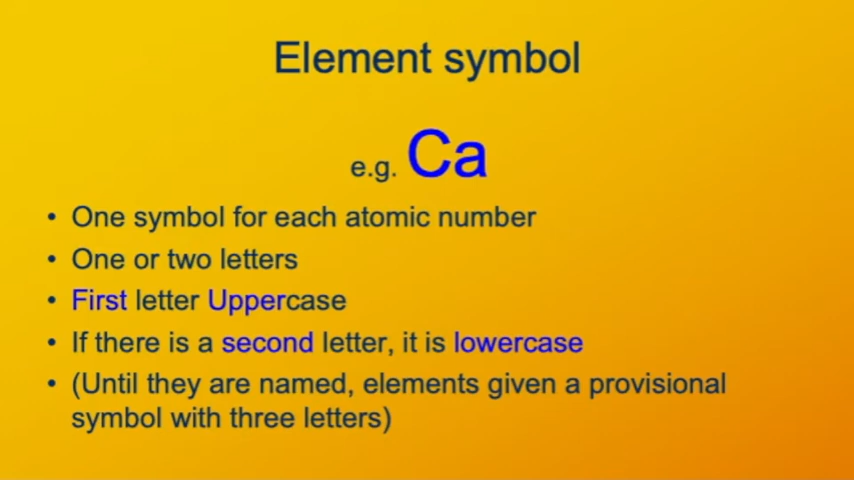 Element symbol
e.g. Ca
• One symbol for each atomic number
• One or two letters
• First letter Uppercase
• If there is a second letter, it is lowercase
• (Until they are named, elements given a provisional
symbol with three letters)